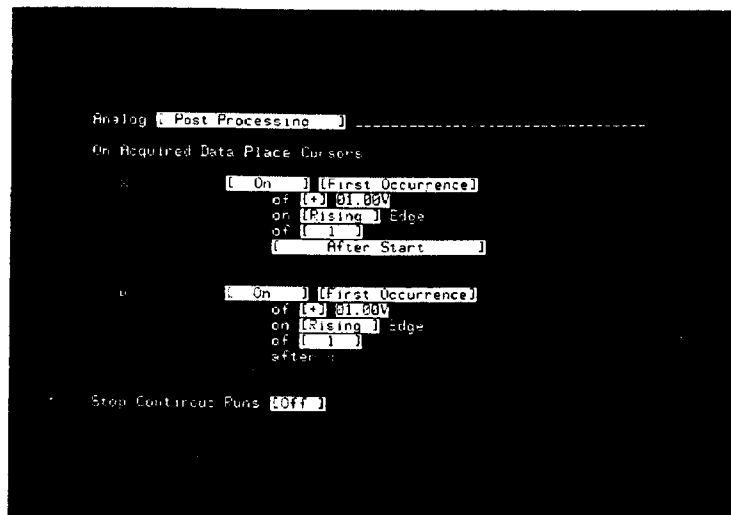 Analog [ Post Processing ]
On Acquired Data Place Cursors
x [ On ] [First Occurrence]
of [+] 01.00V
on [Rising ] Edge
of [ 1 ]
[ After Start ]
o [ On ] [First Occurrence]
of [+] 01.00V
on [Rising ] Edge
of [ 1 ]
after
Stop Continous Runs [Off ]